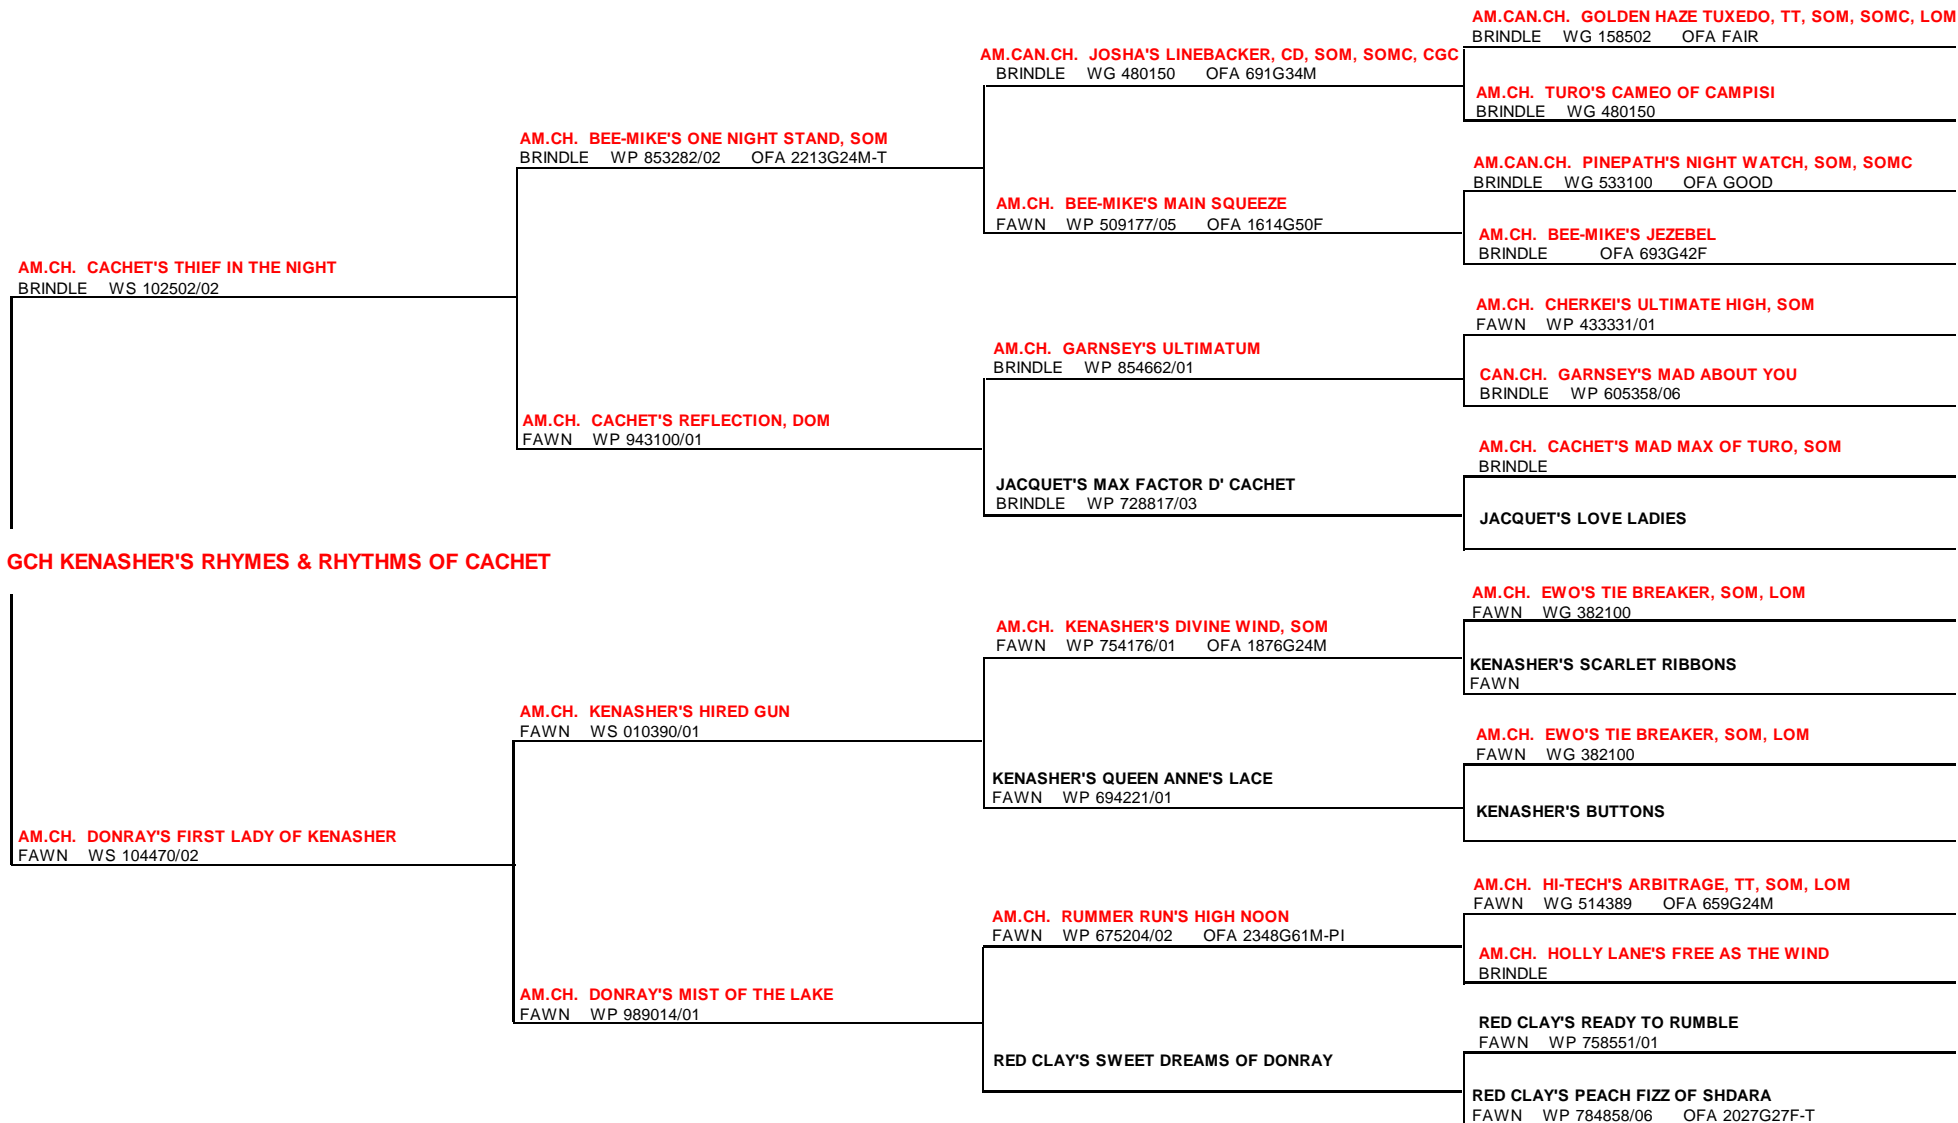 AM.CAN.CH. GOLDEN HAZE TUXEDO, TT, SOM, SOMC, LOM
BRINDLE WG 158502 OFA FAIR
AM.CAN.CH. JOSHA'S LINEBACKER, CD, SOM, SOMC, CGC
BRINDLE WG 480150 OFA 691G34M
AM.CH. TURO'S CAMEO OF CAMPISI
BRINDLE WG 480150
AM.CH. BEE-MIKE'S ONE NIGHT STAND, SOM
BRINDLE WP 853282/02 OFA 2213G24M-T
AM.CAN.CH. PINEPATH'S NIGHT WATCH, SOM, SOMC
BRINDLE WG 533100 OFA GOOD
AM.CH. BEE-MIKE'S MAIN SQUEEZE
FAWN WP 509177/05 OFA 1614G50F
AM.CH. BEE-MIKE'S JEZEBEL
BRINDLE OFA 693G42F
AM.CH. CACHET'S THIEF IN THE NIGHT
BRINDLE WS 102502/02
AM.CH. CHERKEI'S ULTIMATE HIGH, SOM
FAWN WP 433331/01
AM.CH. GARNSEY'S ULTIMATUM
BRINDLE WP 854662/01
CAN.CH. GARNSEY'S MAD ABOUT YOU
BRINDLE WP 605358/06
AM.CH. CACHET'S REFLECTION, DOM
FAWN WP 943100/01
AM.CH. CACHET'S MAD MAX OF TURO, SOM
BRINDLE
JACQUET'S MAX FACTOR D' CACHET
BRINDLE WP 728817/03
JACQUET'S LOVE LADIES
GCH KENASHER'S RHYMES & RHYTHMS OF CACHET
AM.CH. EWO'S TIE BREAKER, SOM, LOM
FAWN WG 382100
AM.CH. KENASHER'S DIVINE WIND, SOM
FAWN WP 754176/01 OFA 1876G24M
KENASHER'S SCARLET RIBBONS
FAWN
AM.CH. KENASHER'S HIRED GUN
FAWN WS 010390/01
AM.CH. EWO'S TIE BREAKER, SOM, LOM
FAWN WG 382100
KENASHER'S QUEEN ANNE'S LACE
FAWN WP 694221/01
KENASHER'S BUTTONS
AM.CH. DONRAY'S FIRST LADY OF KENASHER
FAWN WS 104470/02
AM.CH. HI-TECH'S ARBITRAGE, TT, SOM, LOM
FAWN WG 514389 OFA 659G24M
AM.CH. RUMMER RUN'S HIGH NOON
FAWN WP 675204/02 OFA 2348G61M-PI
AM.CH. HOLLY LANE'S FREE AS THE WIND
BRINDLE
AM.CH. DONRAY'S MIST OF THE LAKE
FAWN WP 989014/01
RED CLAY'S READY TO RUMBLE
FAWN WP 758551/01
RED CLAY'S SWEET DREAMS OF DONRAY
RED CLAY'S PEACH FIZZ OF SHDARA
FAWN WP 784858/06 OFA 2027G27F-T